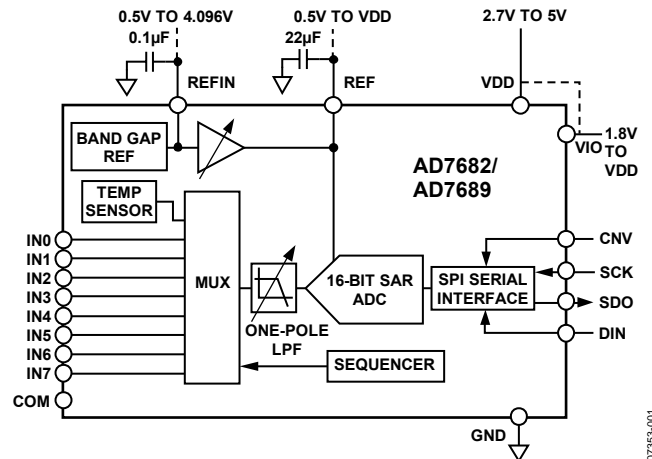 0.5V TO 4.096V
0.5V TO VDD
2.7V TO 5V
0.1µF
22µF
REFIN
REF
VDD
BAND GAP
REF
VIO
1.8V
TO
VDD
AD7682/
AD7689
TEMP
SENSOR
IN0
IN1
IN2
IN3
IN4
IN5
IN6
IN7
COM
MUX
ONE-POLE
LPF
16-BIT SAR
ADC
SPI SERIAL
INTERFACE
CNV
SCK
SDO
DIN
SEQUENCER
GND
07353-001